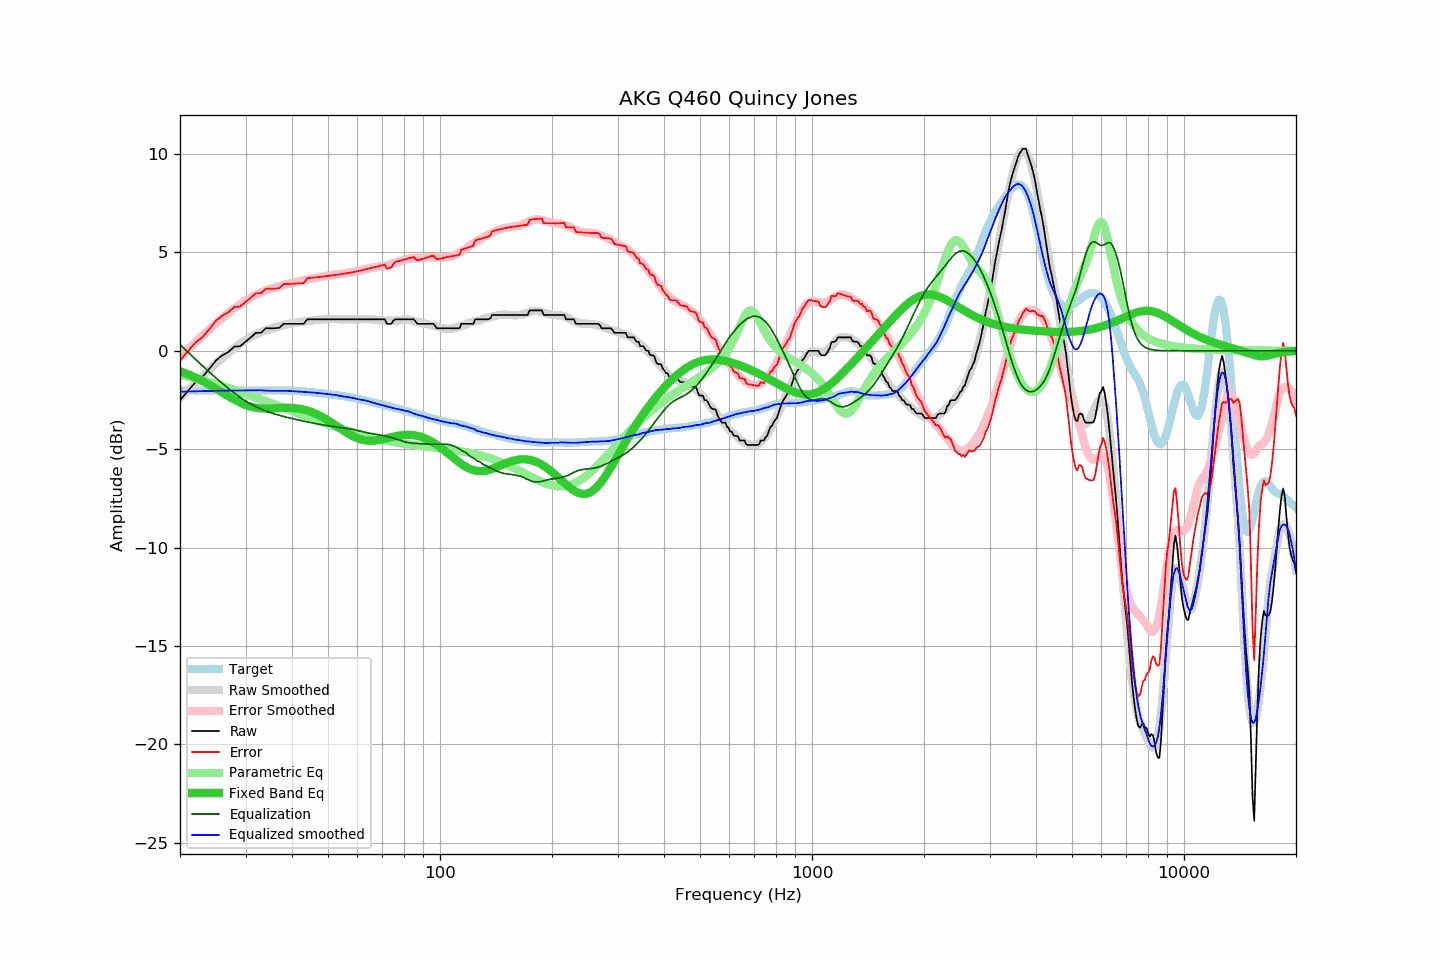 AKG Q460 Quincy Jones
10
5
0
−5
−10
−15
−20
−25
Amplitude (dBr)
Target
Raw Smoothed
Error Smoothed
Raw
Error
Parametric Eq
Fixed Band Eq
Equalization
Equalized smoothed
100
1000
10000
Frequency (Hz)